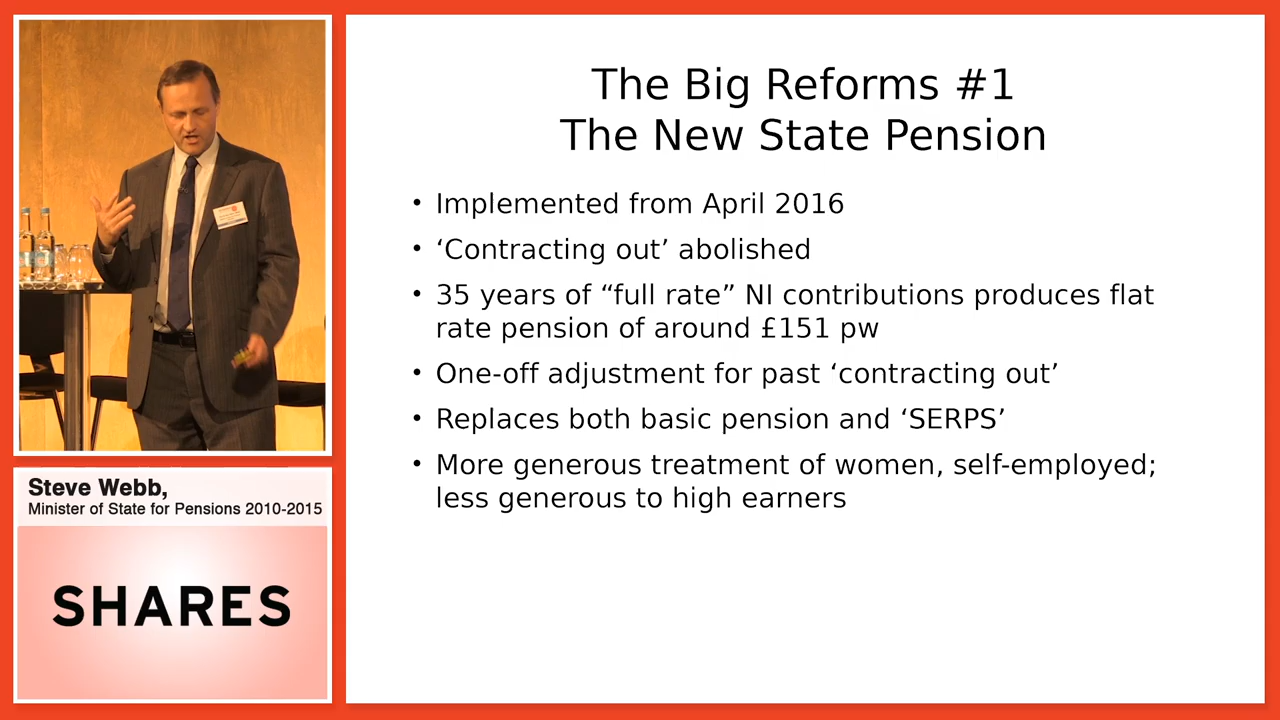 The Big Reforms #1
The New State Pension
• Implemented from April 2016
• ‘Contracting out’ abolished
• 35 years of “full rate” NI contributions produces flat
rate pension of around £151 pw
• One-off adjustment for past ‘contracting out’
• Replaces both basic pension and ‘SERPS’
• More generous treatment of women, self-employed;
less generous to high earners
Steve Webb,
Minister of State for Pensions 2010-2015
SHARES